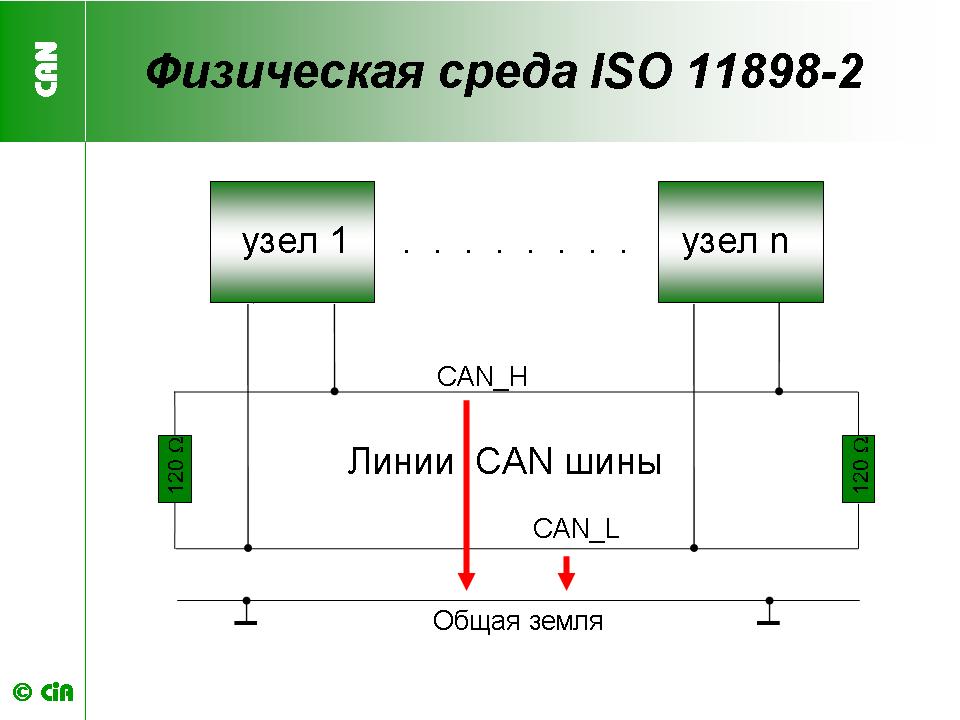 CAN
Физическая среда ISO 11898-2
узел 1 . . . . . . . . узел n
CAN_H
120 Ω
Линии CAN шины
120 Ω
CAN_L
Общая земля
© CiA